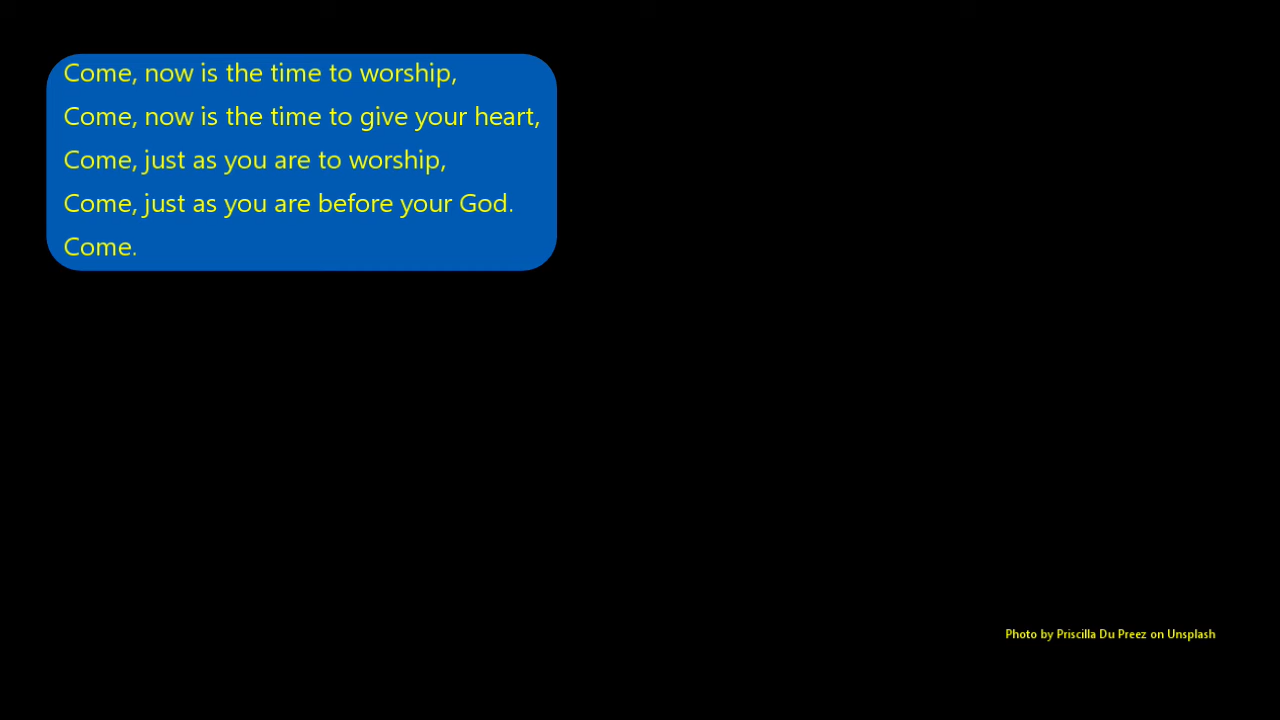 Come, now is the time to worship,
Come, now is the time to give your heart,
Come, just as you are to worship,
Come, just as you are before your God.
Come.
Photo by Priscilla Du Preez on Unsplash